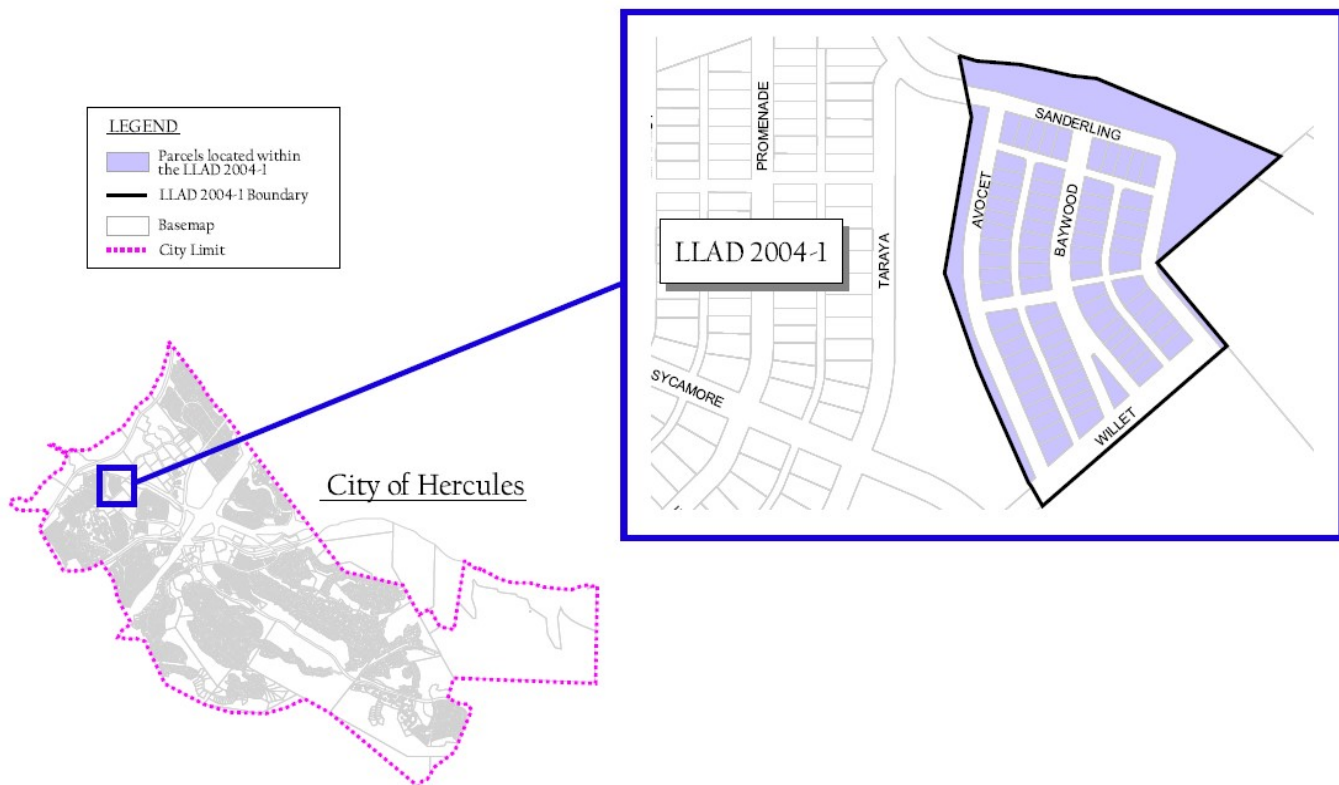 LEGEND
Parcels located within
the LLAD 2004-1
LLAD 2004-1 Boundary
Basemap
City Limit
City of Hercules
LLAD 2004-1
PROMENADE
TARAYA
SYCAMORE
SANDERLING
AVOCET
BAYWOOD
WILLET